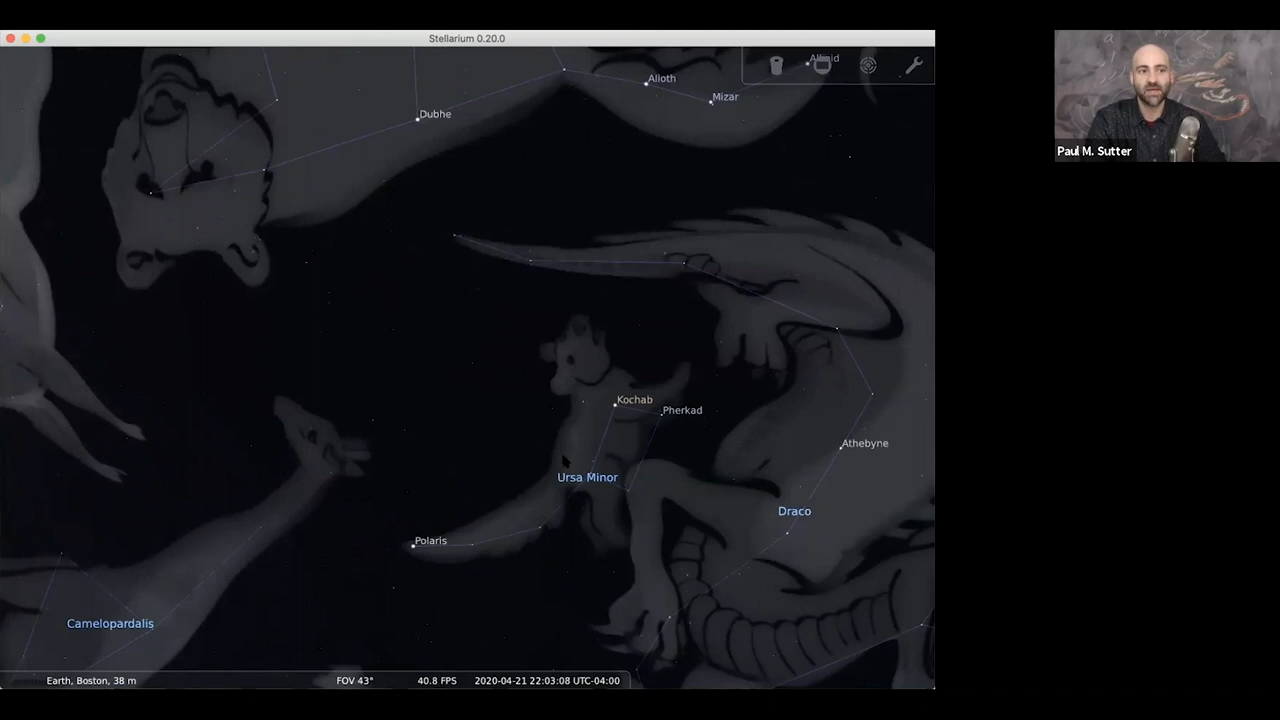 Stellarium 0.20.0
Alkaid
Alioth
Mizar
Dubhe
Paul M. Sutter
Kochab
Pherkad
Athebyne
Ursa Minor
Draco
Polaris
Camelopardalis
Earth, Boston, 38 m FOV 43° 40.8 FPS 2020-04-21 22:03:08 UTC-04:00